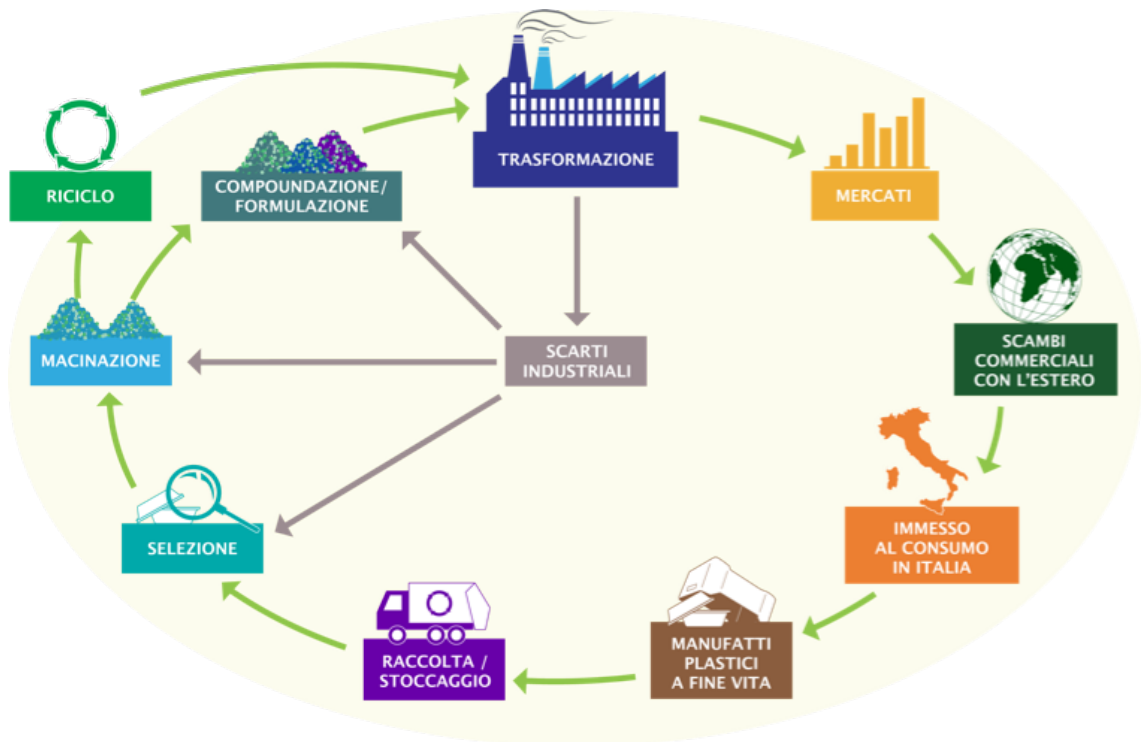 TRASFORMAZIONE
RICICLO
COMPOUNDAZIONE/
FORMULAZIONE
MERCATI
MACINAZIONE
SCARTI
INDUSTRIALI
SCAMBI
COMMERCIALI
CON L'ESTERO
SELEZIONE
IMMESSO
AL CONSUMO
IN ITALIA
RACCOLTA /
STOCCAGGIO
MANUFATTI
PLASTICI
A FINE VITA